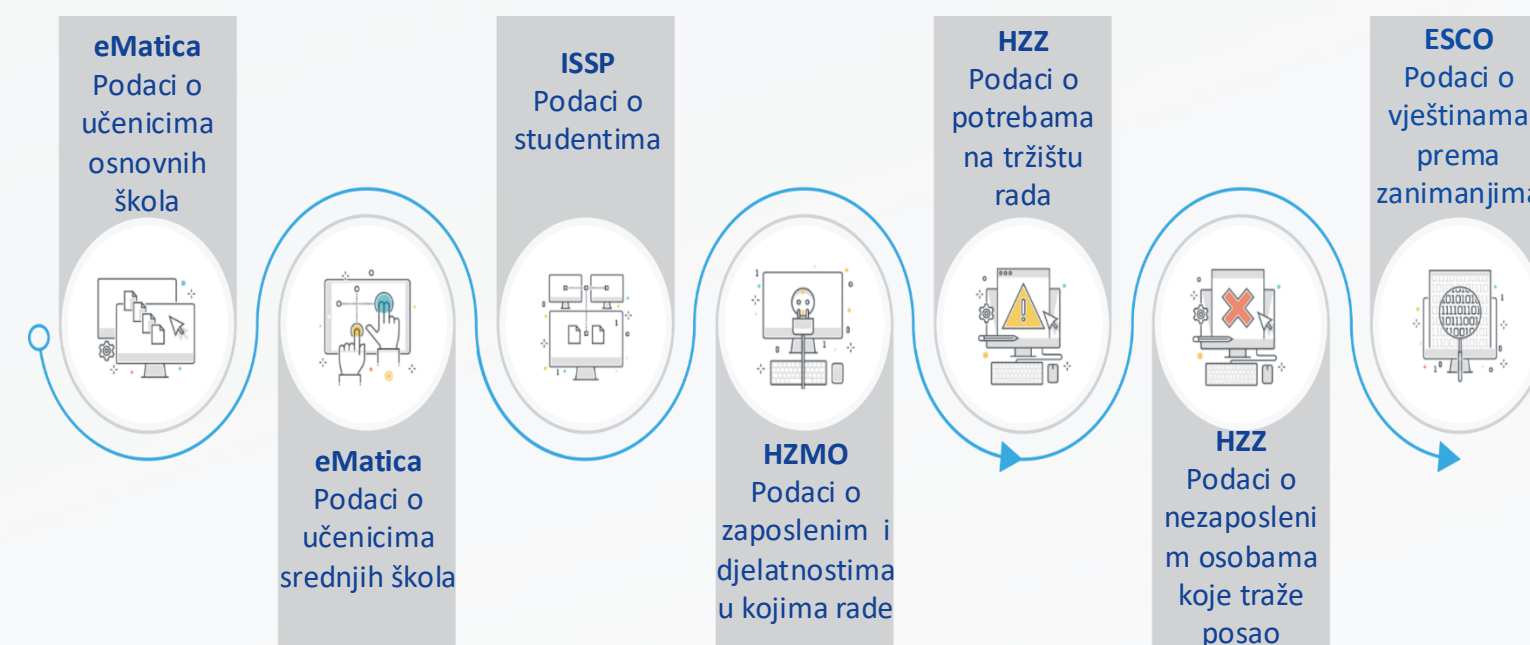 eMatica
Podaci o
učenicima
osnovnih
škola
eMatica
Podaci o
učenicima
srednjih škola
ISSP
Podaci o
studentima
HZMO
Podaci o
zaposlenim i
djelatnostima
u kojima rade
HZZ
Podaci o
potrebama
na tržištu
rada
HZZ
Podaci o
nezaposleni
m osobama
koje traže
posao
ESCO
Podaci o
vještinama
prema
zanimanjima